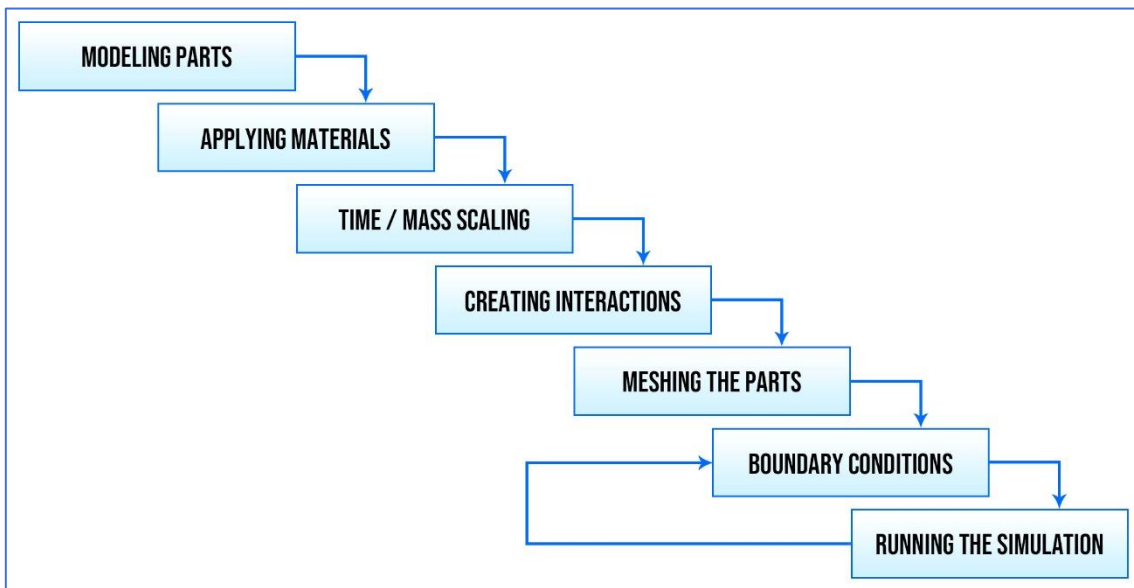 MODELING PARTS
APPLYING MATERIALS
TIME / MASS SCALING
CREATING INTERACTIONS
MESHING THE PARTS
BOUNDARY CONDITIONS
RUNNING THE SIMULATION